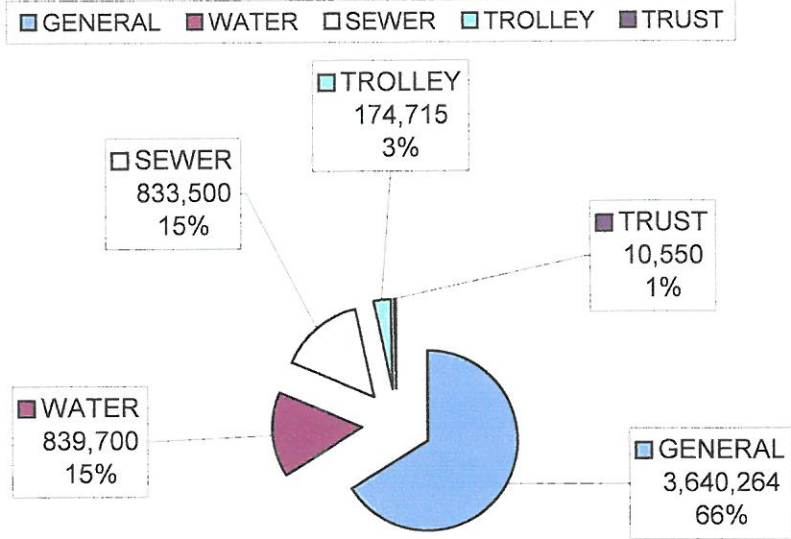 GENERAL WATER SEWER TROLLEY TRUST
TROLLEY
174,715
3%
SEWER
833,500
15%
TRUST
10,550
1%
WATER
839,700
15%
GENERAL
3,640,264
66%